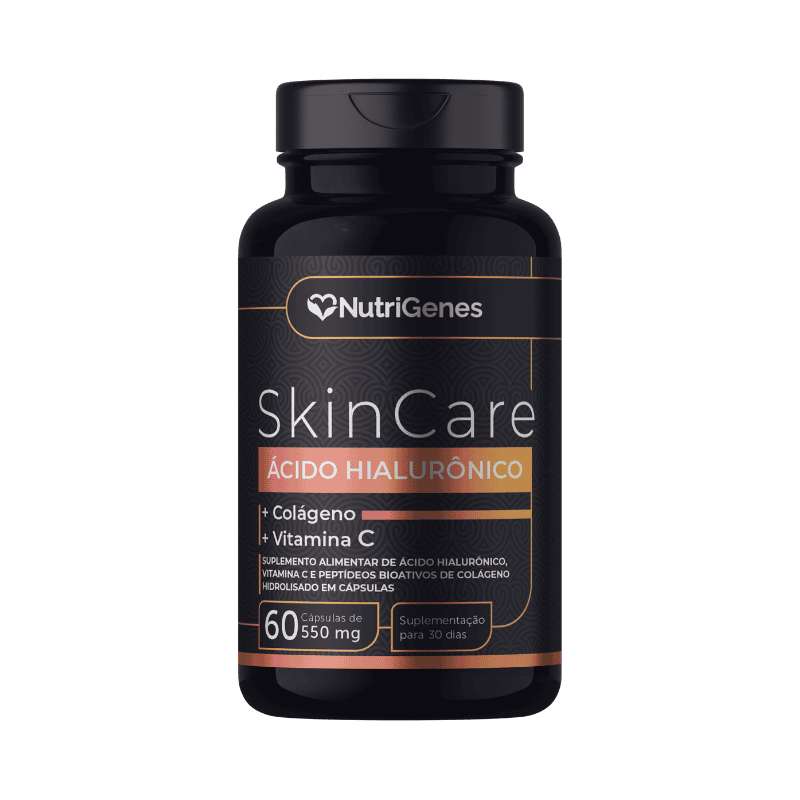 NutriGenes
SkinCare
ÁCIDO HIALURÔNICO
+ Colágeno
+ Vitamina C
SUPLEMENTO ALIMENTAR DE ÁCIDO HIALURÔNICO,
VITAMINA C E PEPTÍDEOS BIOATIVOS DE COLÁGENO
HIDROLISADO EM CÁPSULAS
60 Cápsulas de
550 mg
Suplementação
para 30 dias